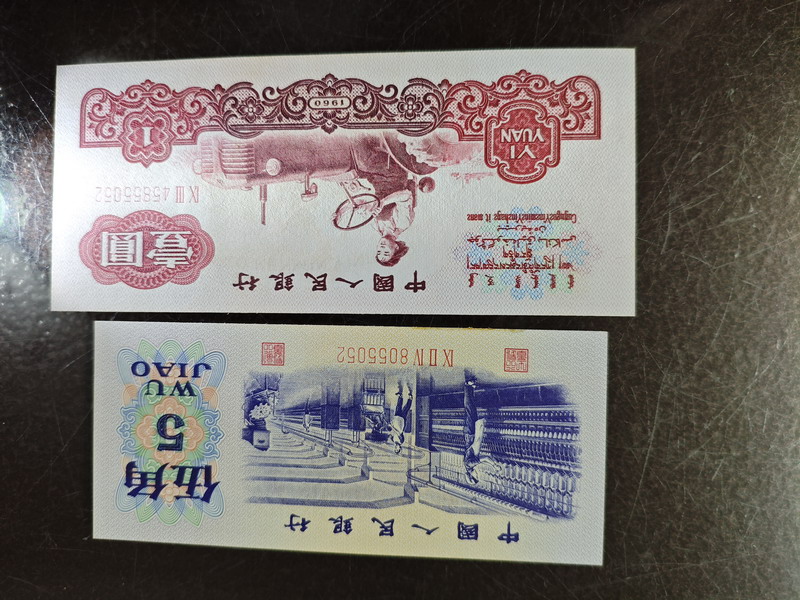 中國人民銀行
伍角
5
WU
JIAO
IX II IV 8055052
中國人民銀行
壹圓
IX III 45855052
YI
YUAN
1
1960